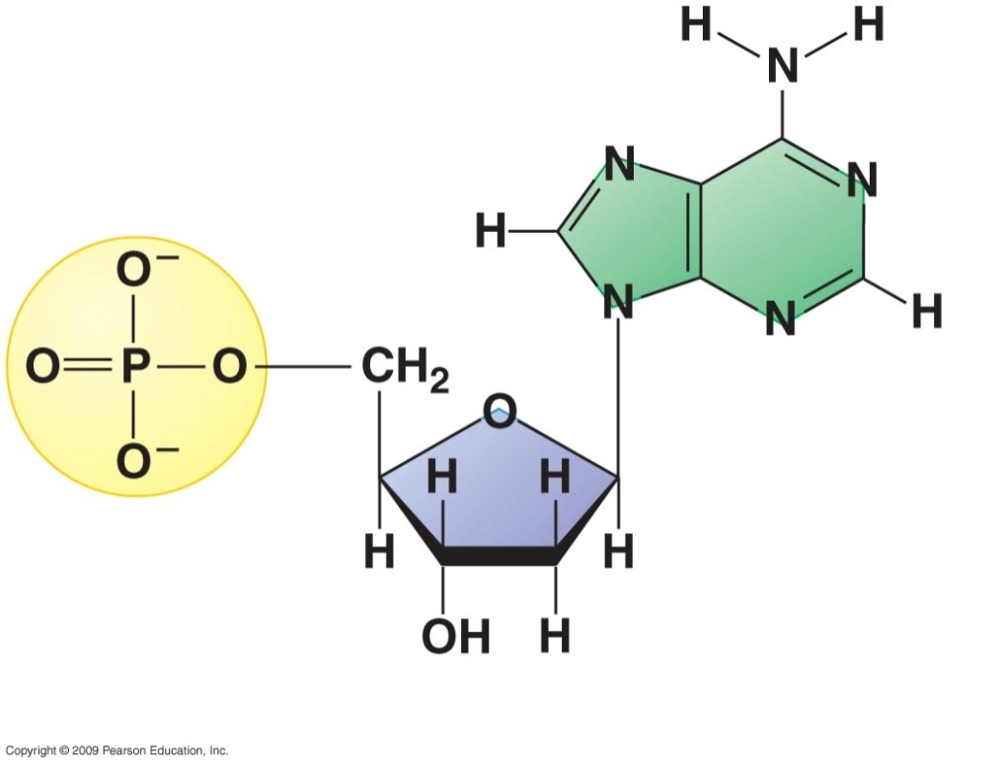 H H
N
N N
H
N N H
O–
O=P–O CH₂
O
O–
H H
H H
OH H
Copyright © 2009 Pearson Education, Inc.